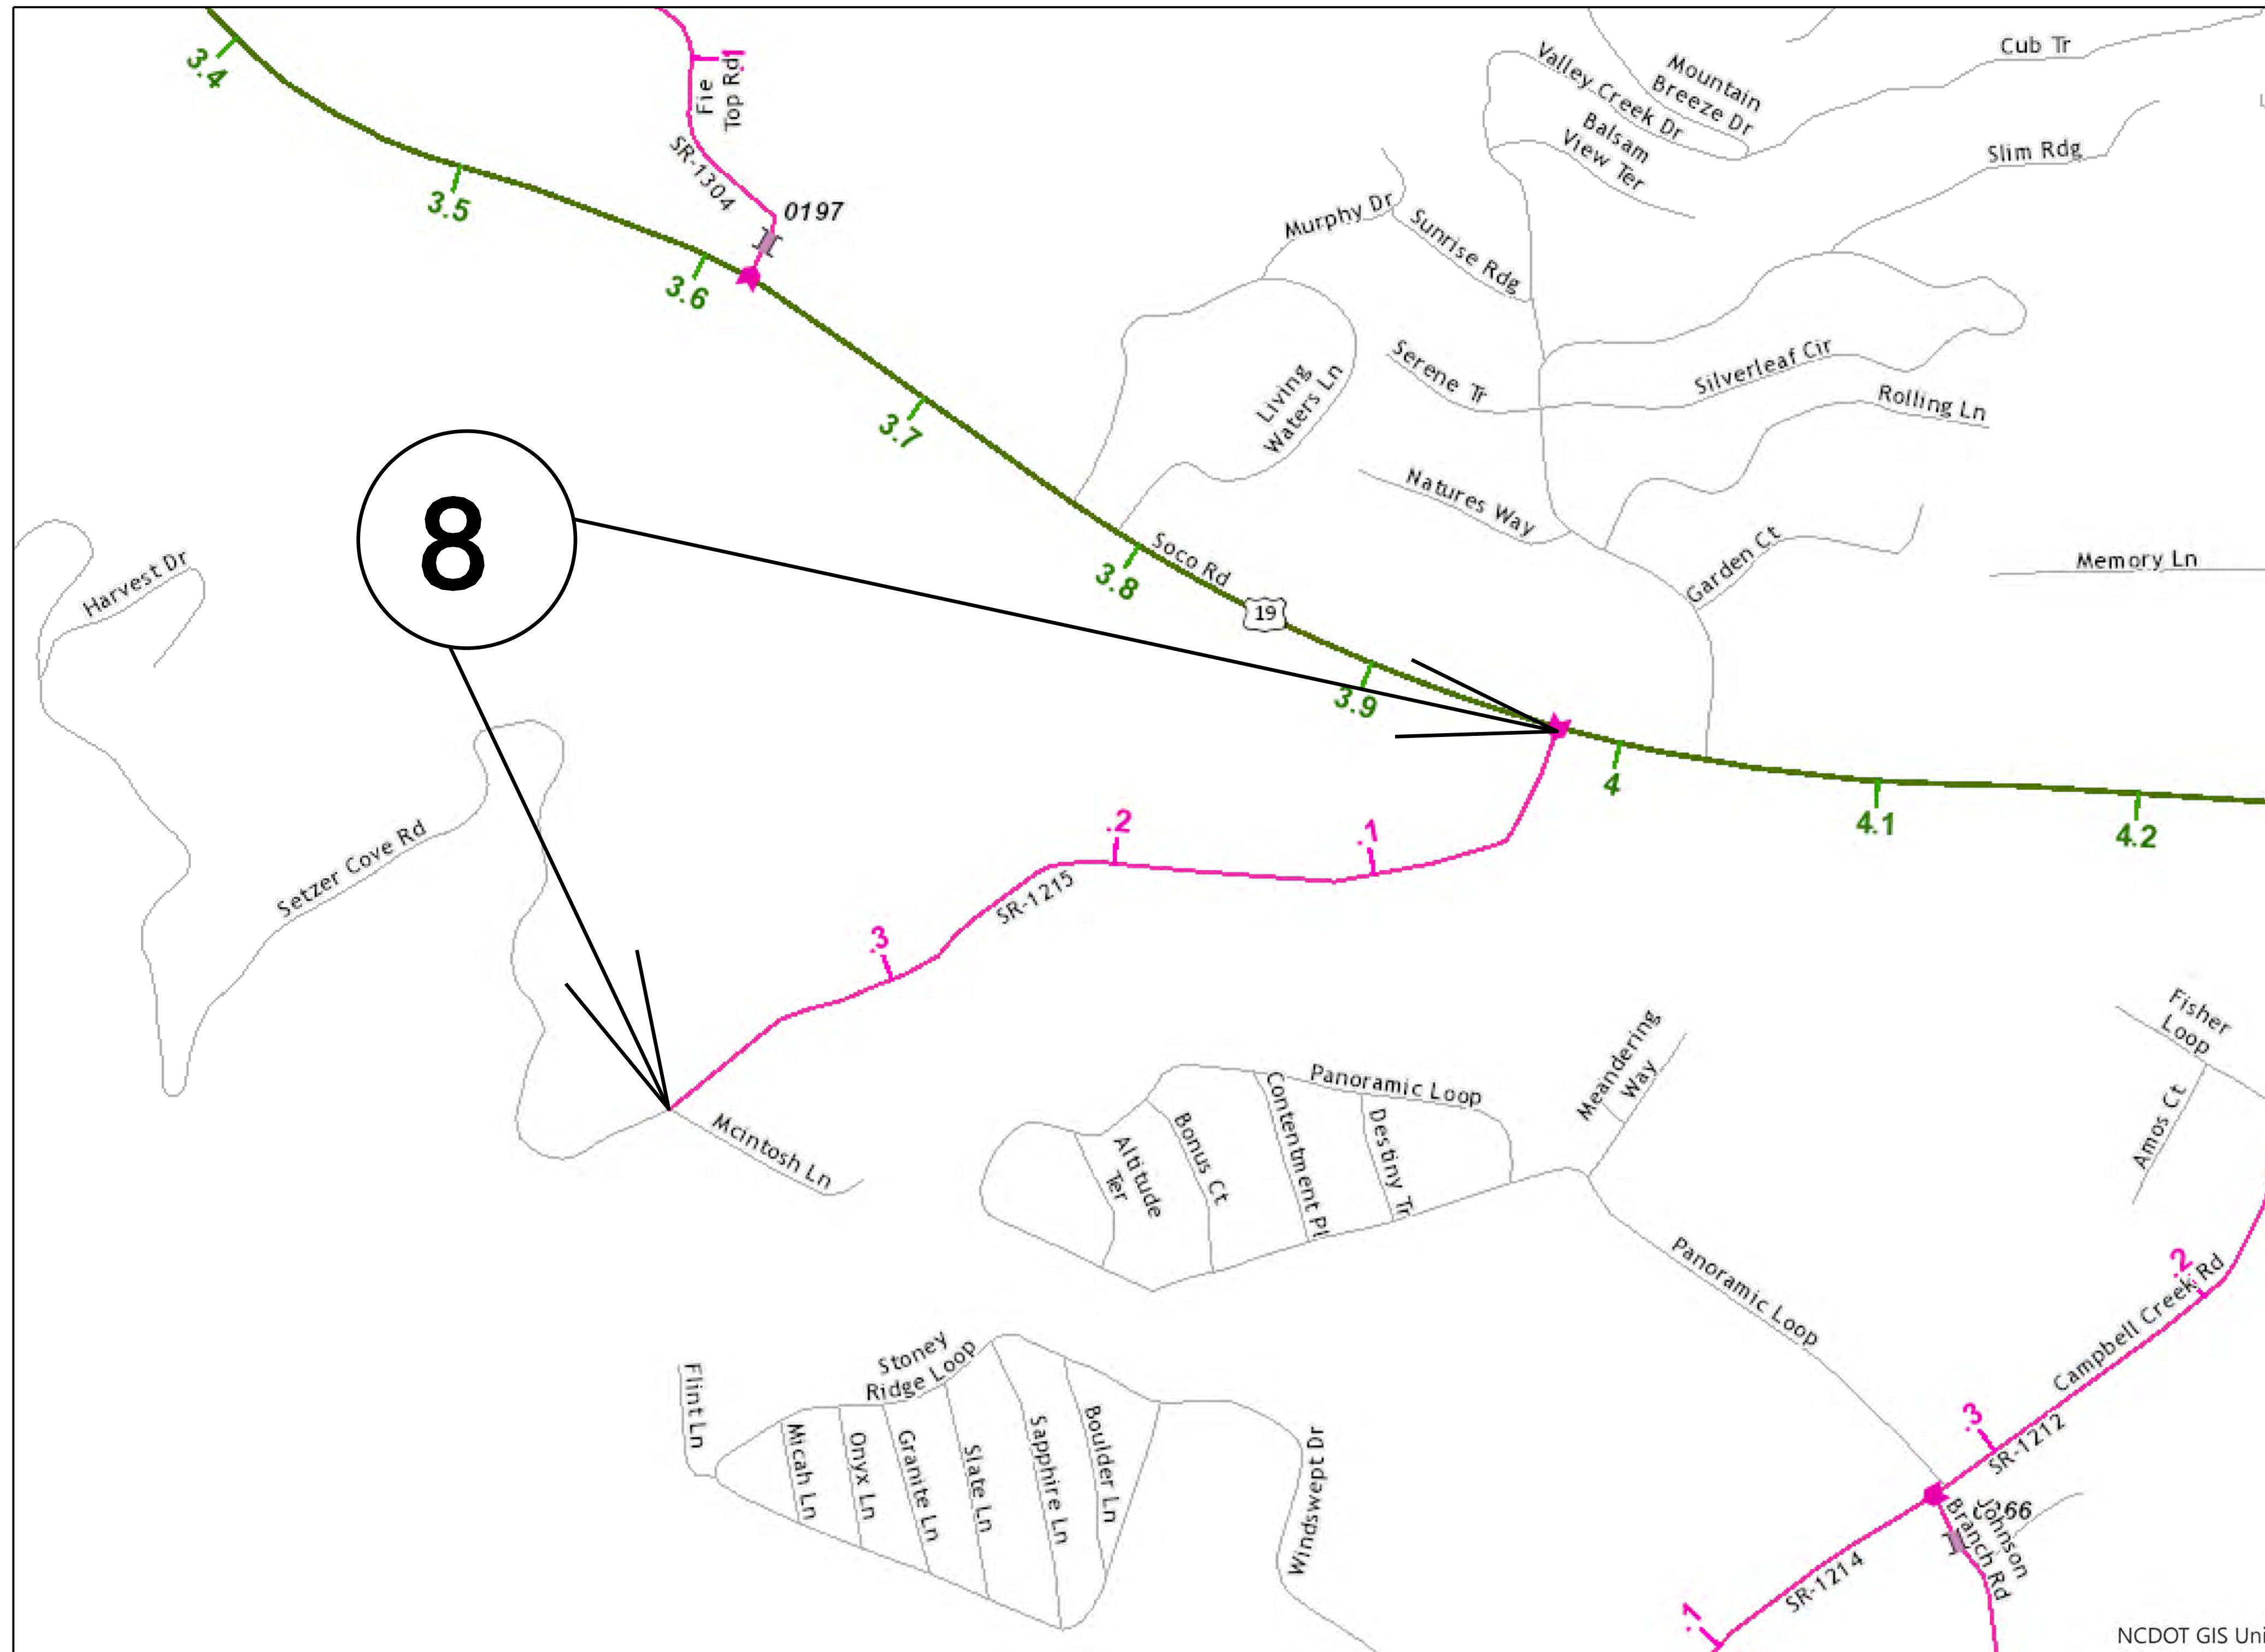 3.4
.1
Fie
Top Rd
SR-1304
0197
3.5
3.6
3.7
Valley Creek Dr
Mountain
Breeze Dr
Balsam
View Ter
Cub Tr
Slim Rdg
Murphy Dr
Sunrise Rdg
Living
Waters Ln
Serene Tr
Silverleaf Cir
Rolling Ln
Natures Way
Garden Ct
Memory Ln
8
Harvest Dr
Soco Rd
3.8
19
3.9
4
4.1
4.2
Setzer Cove Rd
.2
.1
SR-1215
.3
Mcintosh Ln
Panoramic Loop
Altitude
Ter
Bonus Ct
Contentment Pl
Destiny Tr
Meandering
Way
Fisher
Loop
Amos Ct
Panoramic Loop
.2
Campbell Creek Rd
.3
SR-1212
Flint Ln
Stoney
Ridge Loop
Micah Ln
Onyx Ln
Granite Ln
Slate Ln
Sapphire Ln
Boulder Ln
Windswept Dr
Johnson
Branch Rd
SR-1214
.1
NCDOT GIS Uni